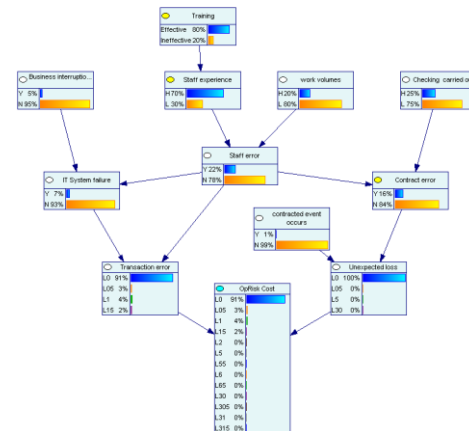 Training
Effective 80%
Ineffective 20%
Business interruptio...
Y 5%
N 95%
Staff experience
H 70%
L 30%
work volumes
H 20%
L 80%
Checking carried o
H 25%
L 75%
Staff error
Y 22%
N 78%
IT System failure
Y 7%
N 93%
Contract error
Y 16%
N 84%
contracted event
occurs
Y 1%
N 99%
Transaction error
L0 91%
L05 3%
L1 4%
L15 2%
OpRisk Cost
L0 91%
L05 3%
L1 4%
L15 2%
L2 0%
L5 0%
L55 0%
L6 0%
L65 0%
L30 0%
L305 0%
L31 0%
L315 0%
Unexpected loss
L0 100%
L05 0%
L5 0%
L30 0%